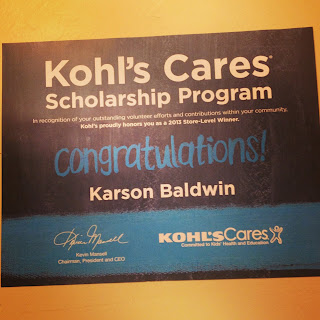 Kohl's Cares®
Scholarship Program
In recognition of your outstanding volunteer efforts and contributions within your community,
Kohl's proudly honors you as a 2013 Store-Level Winner.
congratulations!
Karson Baldwin
Kevin Mansell
Kevin Mansell
Chairman, President and CEO
KOHL'S Cares
Committed to Kids' Health and Education